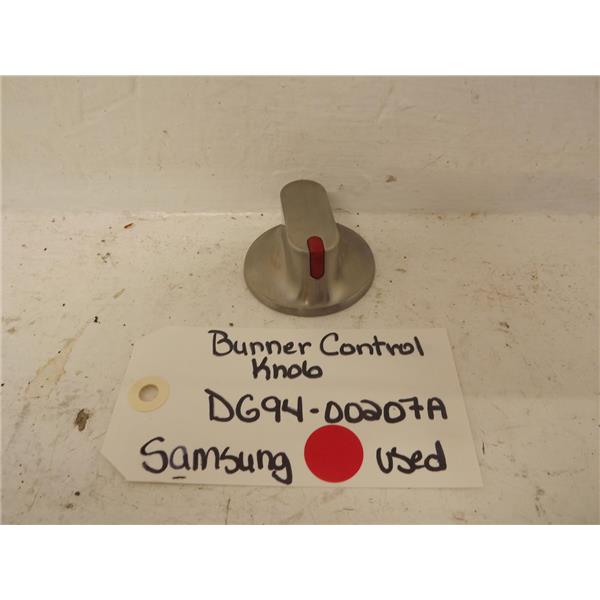 Burner Control
Knob
DG94-00207A
Samsung used